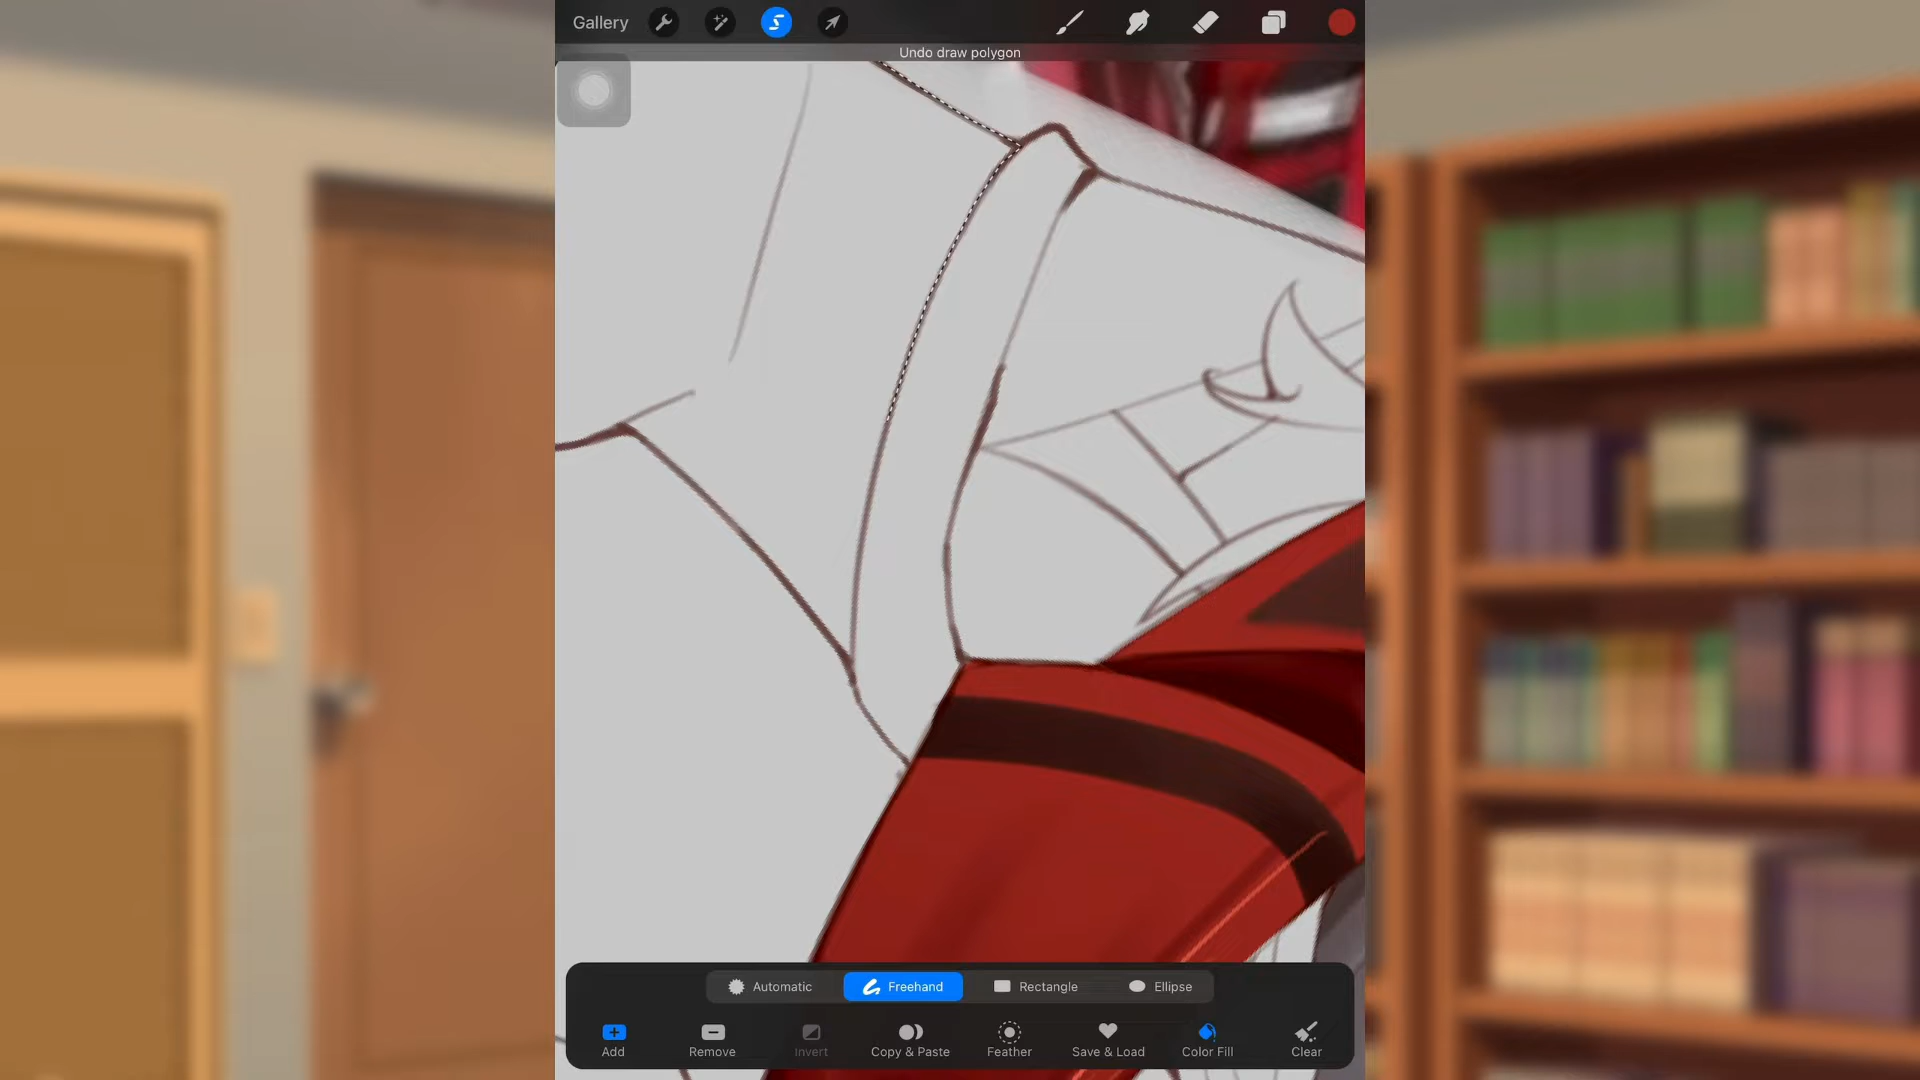 Gallery
Undo draw polygon
Automatic
Freehand
Rectangle
Ellipse
Add
Remove
Invert
Copy & Paste
Feather
Save & Load
Color Fill
Clear